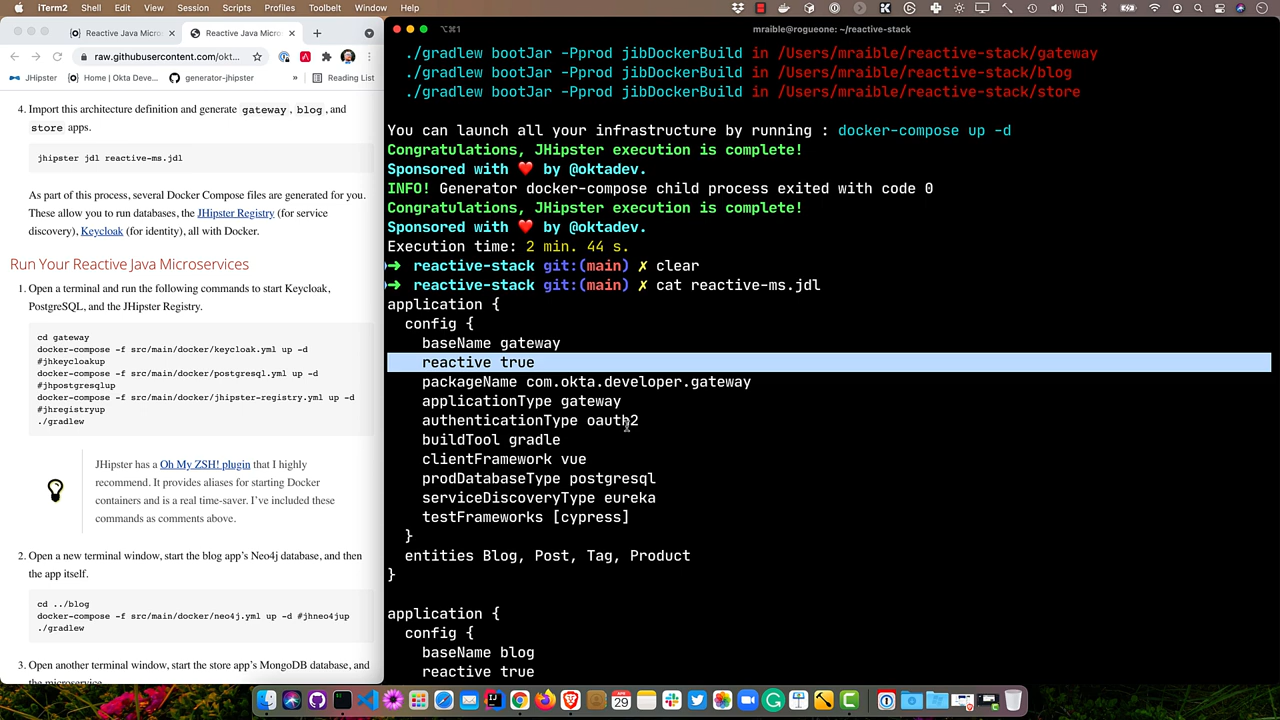 iTerm2 Shell Edit View Session Scripts Profiles Toolbelt Window Help
Reactive Java Micro
Reactive Java Micros
raw.githubusercontent.com/okt...
JHipster
Home | Okta Deve...
generator-jhipster
»
Reading List
4. Import this architecture definition and generate gateway, blog, and
store apps.
jhipster jdl reactive-ms.jdl
As part of this process, several Docker Compose files are generated for you.
These allow you to run databases, the JHipster Registry (for service
discovery), Keycloak (for identity), all with Docker.
Run Your Reactive Java Microservices
1. Open a terminal and run the following commands to start Keycloak,
PostgreSQL, and the JHipster Registry.
cd gateway
docker-compose -f src/main/docker/keycloak.yml up -d
#jhkeycloakup
docker-compose -f src/main/docker/postgresql.yml up -d
#jhpostgresqlup
docker-compose -f src/main/docker/jhipster-registry.yml up -d
#jhregistryup
./gradlew
JHipster has a Oh My ZSH! plugin that I highly
recommend. It provides aliases for starting Docker
containers and is a real time-saver. I've included these
commands as comments above.
2. Open a new terminal window, start the blog app's Neo4j database, and then
the app itself.
cd ../blog
docker-compose -f src/main/docker/neo4j.yml up -d #jhneo4jup
./gradlew
3. Open another terminal window, start the store app's MongoDB database, and
the microservice.
⌥⌘1
mraible@rogueone: ~/reactive-stack
./gradlew bootJar -Pprod jibDockerBuild in /Users/mraible/reactive-stack/gateway
./gradlew bootJar -Pprod jibDockerBuild in /Users/mraible/reactive-stack/blog
./gradlew bootJar -Pprod jibDockerBuild in /Users/mraible/reactive-stack/store
You can launch all your infrastructure by running : docker-compose up -d
Congratulations, JHipster execution is complete!
Sponsored with ❤️ by @oktadev.
INFO! Generator docker-compose child process exited with code 0
Congratulations, JHipster execution is complete!
Sponsored with ❤️ by @oktadev.
Execution time: 2 min. 44 s.
➜ reactive-stack git:(main) ✗ clear
➜ reactive-stack git:(main) ✗ cat reactive-ms.jdl
application {
config {
baseName gateway
reactive true
packageName com.okta.developer.gateway
applicationType gateway
authenticationType oauth2
buildTool gradle
clientFramework vue
prodDatabaseType postgresql
serviceDiscoveryType eureka
testFrameworks [cypress]
}
entities Blog, Post, Tag, Product
}
application {
config {
baseName blog
reactive true
29